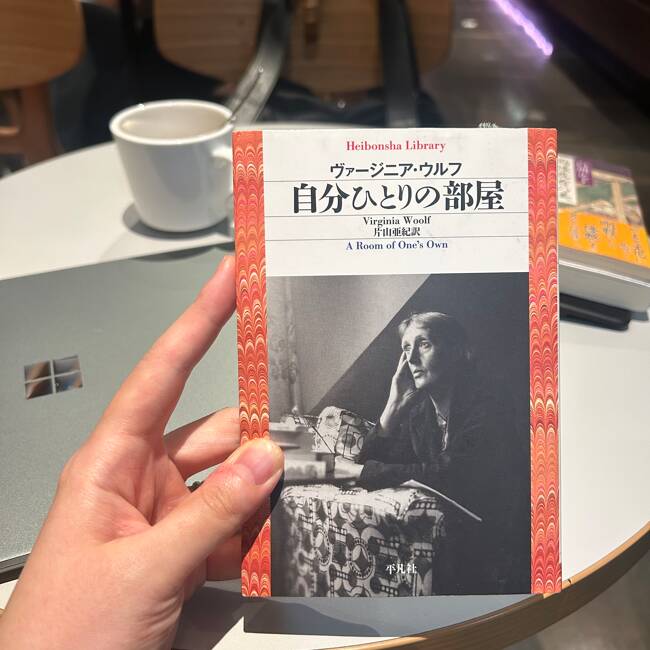 Heibonsha Library
ヴァージニア・ウルフ
自分ひとりの部屋
Virginia Woolf
片山亜紀訳
A Room of One's Own
平凡社